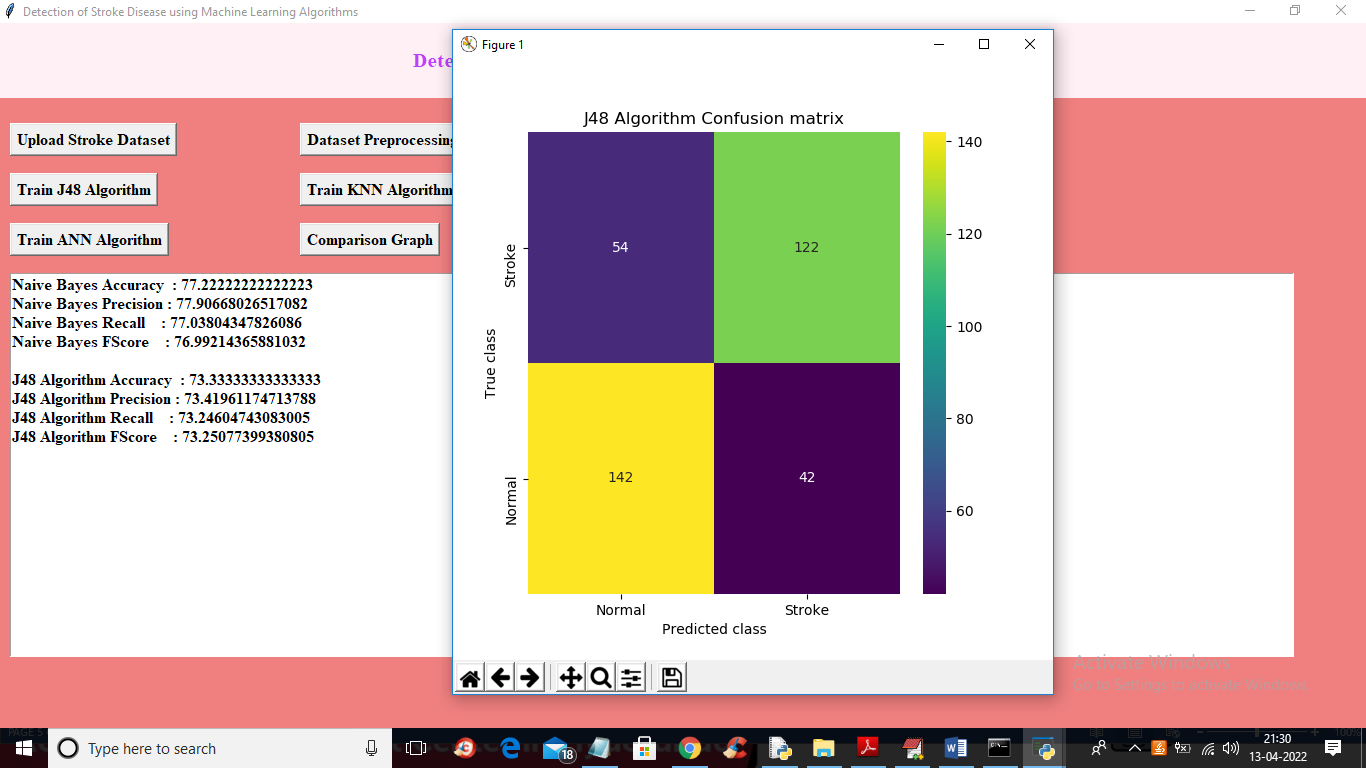 Detection of Stroke Disease using Machine Learning Algorithms
Dete
Figure 1
Upload Stroke Dataset
Dataset Preprocessing
Train J48 Algorithm
Train KNN Algorithm
Train ANN Algorithm
Comparison Graph
Naive Bayes Accuracy : 77.22222222222223
Naive Bayes Precision : 77.90668026517082
Naive Bayes Recall : 77.03804347826086
Naive Bayes FScore : 76.99214365881032
J48 Algorithm Accuracy : 73.33333333333333
J48 Algorithm Precision : 73.41961174713788
J48 Algorithm Recall : 73.24604743083005
J48 Algorithm FScore : 73.25077399380805
J48 Algorithm Confusion matrix
True class
Stroke
Normal
54
122
142
42
Normal
Stroke
Predicted class
140
120
100
80
60
Activate Windows
Go to Settings to activate Windows.
PAGE 5
100%
Type here to search
18
21:30
13-04-2022